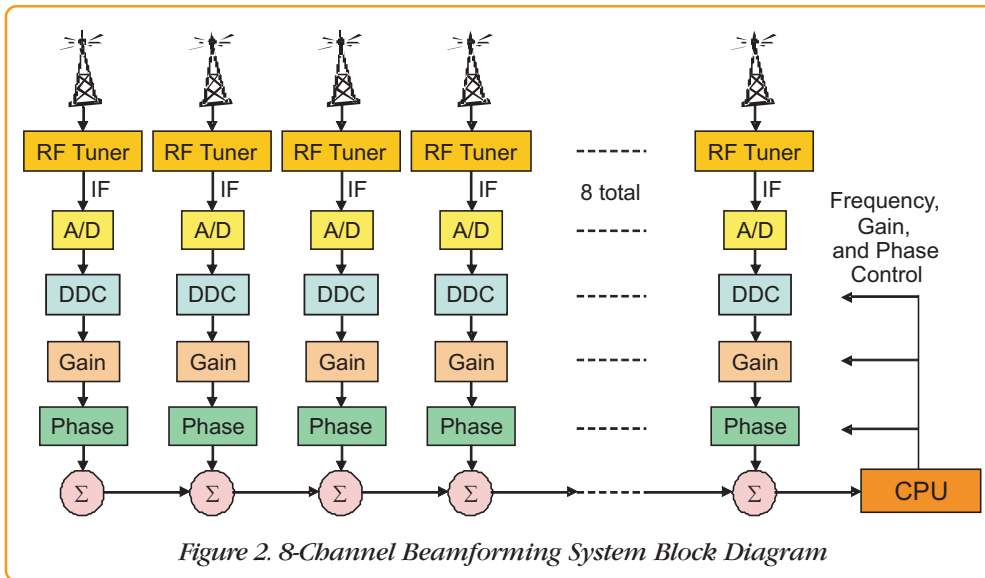 RF Tuner RF Tuner RF Tuner RF Tuner RF Tuner
IF IF IF IF IF
8 total
Frequency,
Gain,
and Phase
Control
A/D A/D A/D A/D A/D
DDC DDC DDC DDC DDC
Gain Gain Gain Gain Gain
Phase Phase Phase Phase Phase
Σ Σ Σ Σ Σ
CPU
Figure 2. 8-Channel Beamforming System Block Diagram